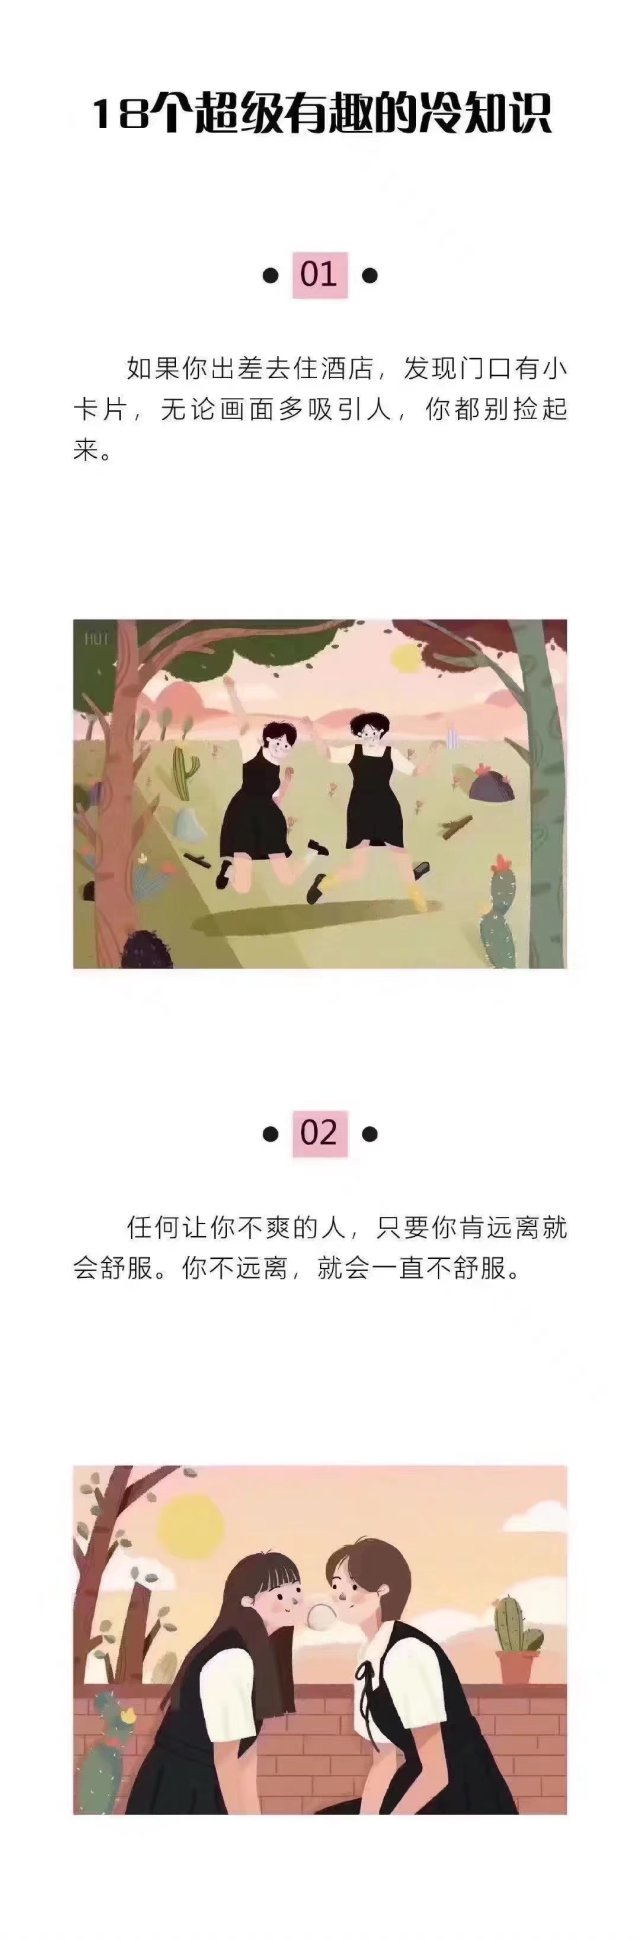 18个超级有趣的冷知识
01
如果你出差去住酒店，发现门口有小
卡片，无论画面多吸引人，你都别捡起
来。
HUI
02
任何让你不爽的人，只要你肯远离就
会舒服。你不远离，就会一直不舒服。